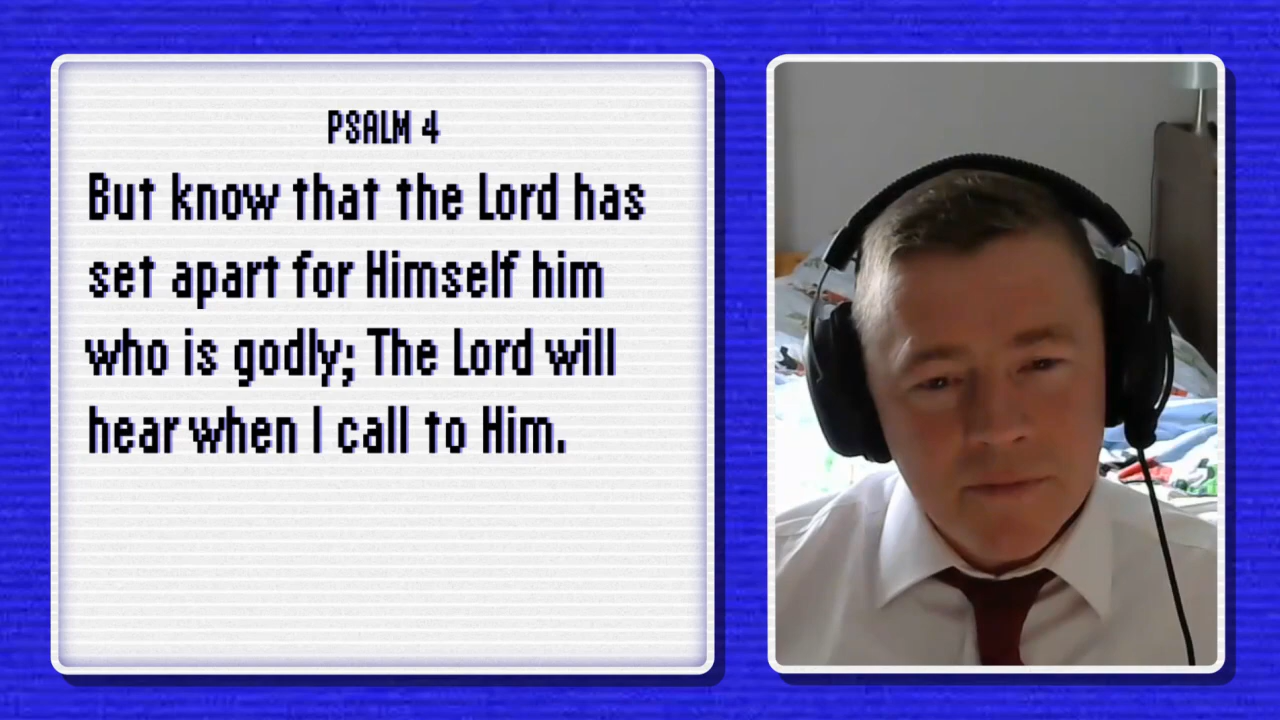 PSALM 4
But know that the Lord has
set apart for Himself him
who is godly; The Lord will
hear when I call to Him.